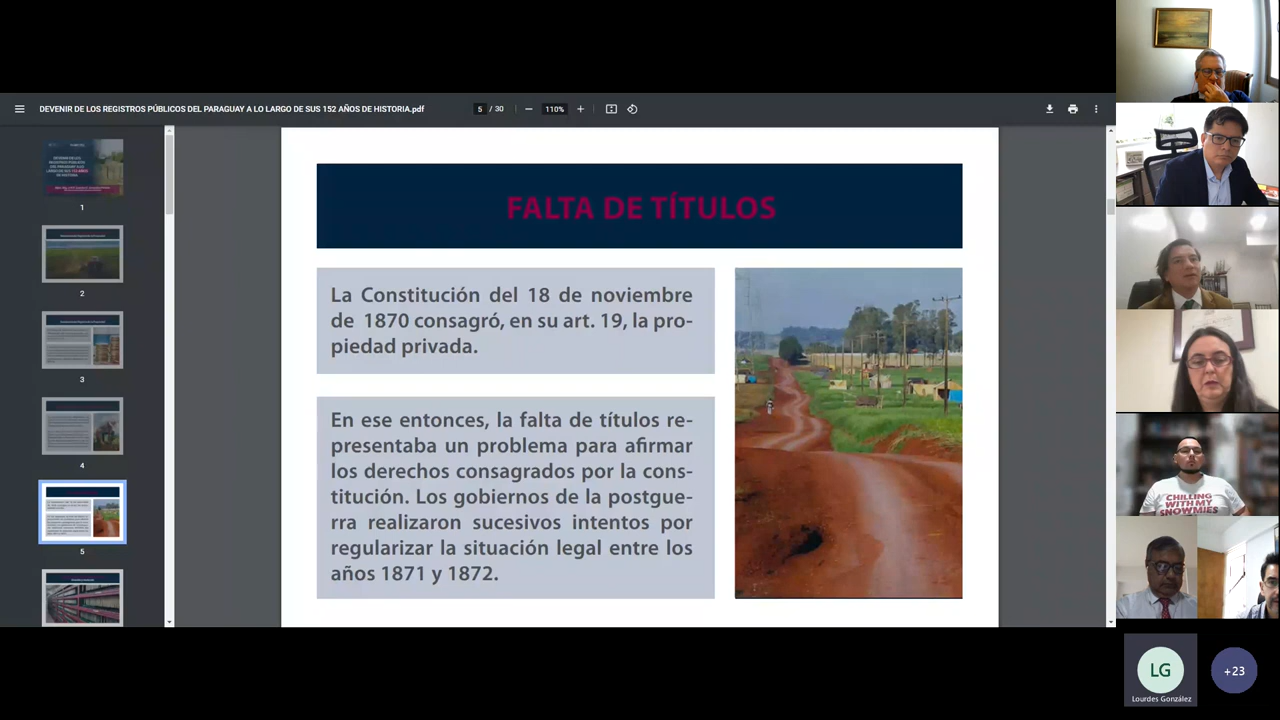 DEVENIR DE LOS REGISTROS PÚBLICOS DEL PARAGUAY A LO LARGO DE SUS 152 AÑOS DE HISTORIA.pdf
5 / 30
110%
1
2
3
4
5
FALTA DE TÍTULOS
La Constitución del 18 de noviembre
de 1870 consagró, en su art. 19, la pro-
piedad privada.
En ese entonces, la falta de títulos re-
presentaba un problema para afirmar
los derechos consagrados por la cons-
titución. Los gobiernos de la postgue-
rra realizaron sucesivos intentos por
regularizar la situación legal entre los
años 1871 y 1872.
CHILLING
WITH MY
SNOWMIES
LG
Lourdes González
+23